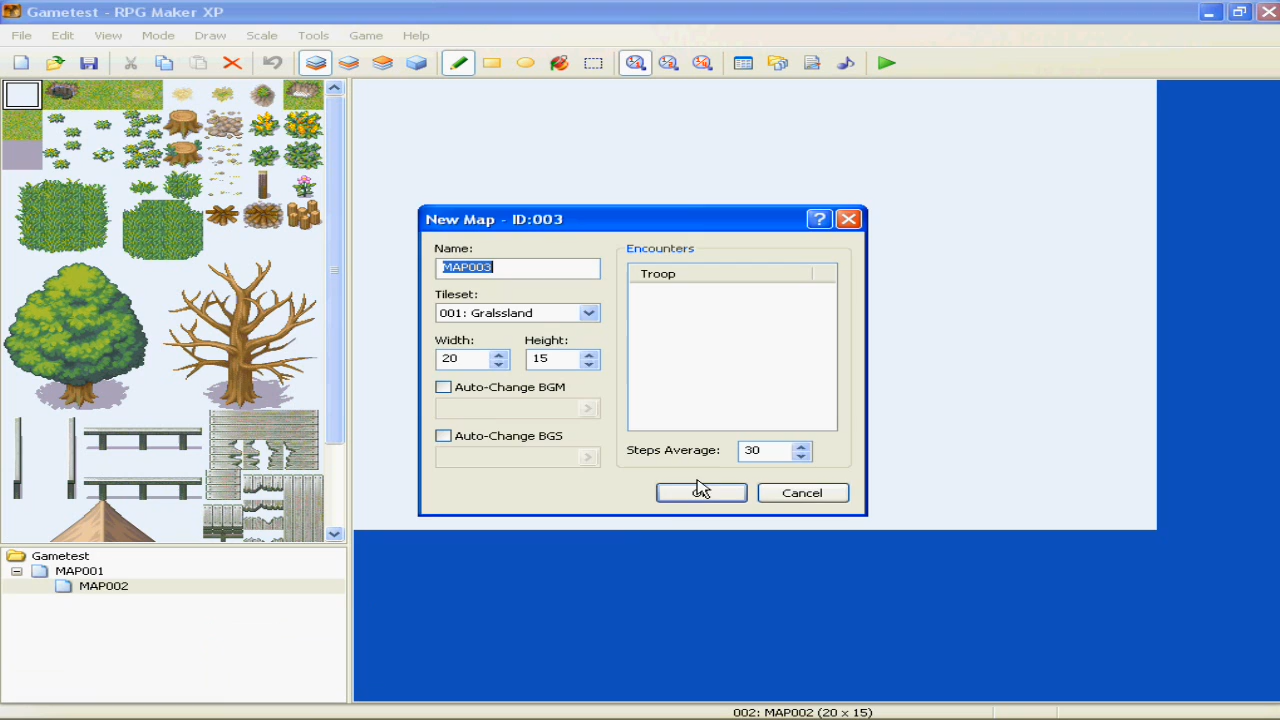 Gametest - RPG Maker XP
File Edit View Mode Draw Scale Tools Game Help
New Map - ID:003
Name:
MAP003
Tileset:
001: Gralssland
Width: Height:
20 15
Auto-Change BGM
Auto-Change BGS
Encounters
Troop
Steps Average: 30
Cancel
Gametest
MAP001
MAP002
002: MAP002 (20 x 15)